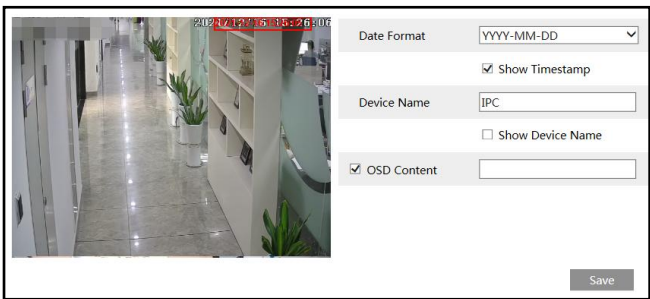 Date Format
YYYY-MM-DD
Show Timestamp
Device Name
IPC
Show Device Name
OSD Content
Save